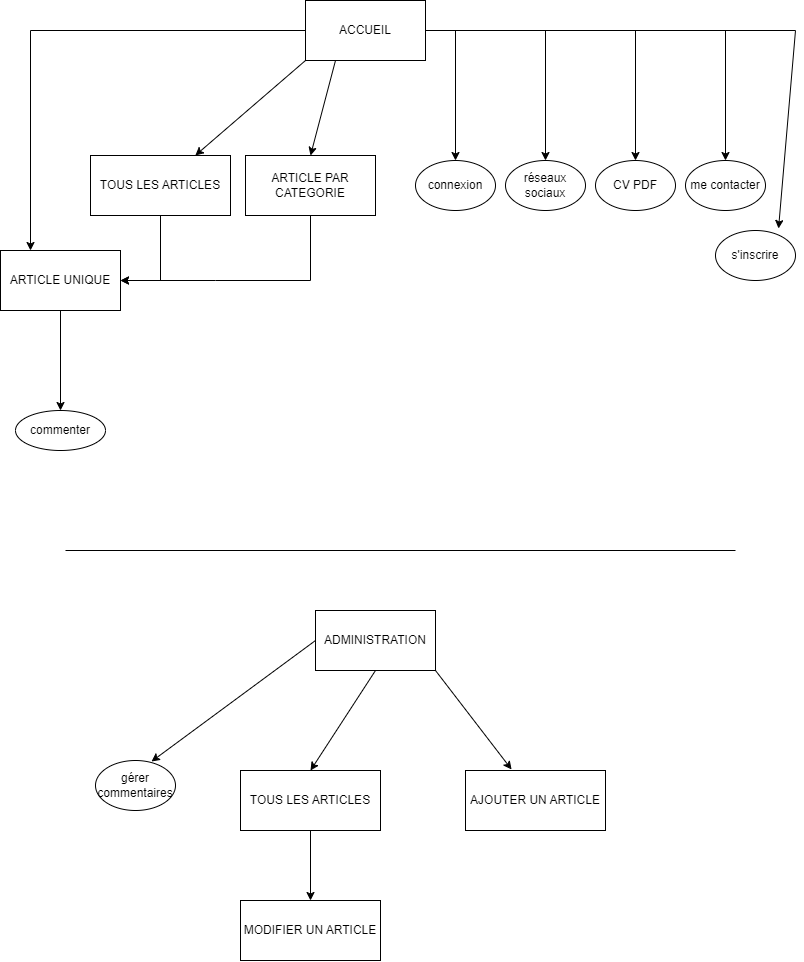 ACCUEIL
TOUS LES ARTICLES
ARTICLE PAR
CATEGORIE
connexion
réseaux
sociaux
CV PDF
me contacter
s'inscrire
ARTICLE UNIQUE
commenter
ADMINISTRATION
gérer
commentaires
TOUS LES ARTICLES
AJOUTER UN ARTICLE
MODIFIER UN ARTICLE